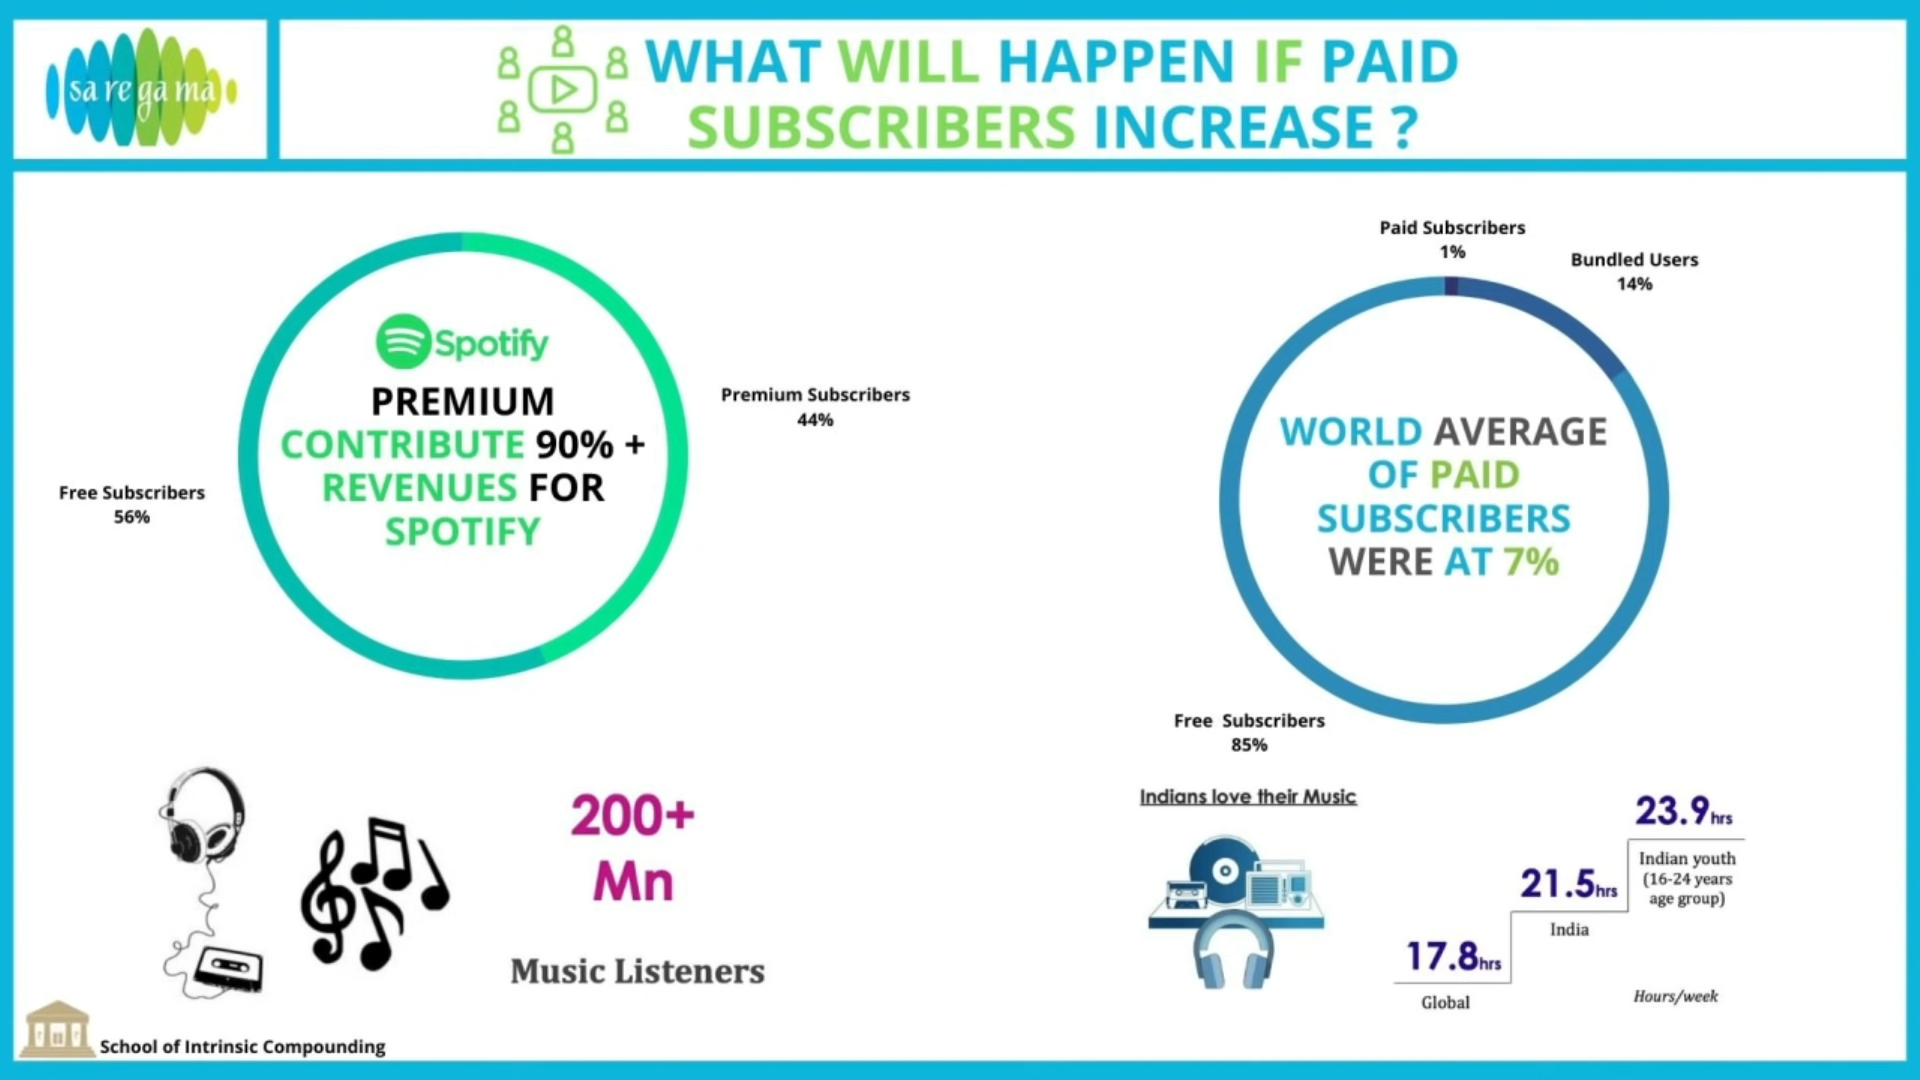 sa re ga ma
WHAT WILL HAPPEN IF PAID
SUBSCRIBERS INCREASE ?
Spotify
PREMIUM
CONTRIBUTE 90% +
REVENUES FOR
SPOTIFY
Premium Subscribers
44%
Free Subscribers
56%
Paid Subscribers
1%
Bundled Users
14%
WORLD AVERAGE
OF PAID
SUBSCRIBERS
WERE AT 7%
Free Subscribers
85%
200+
Mn
Music Listeners
Indians love their Music
17.8hrs
Global
21.5hrs
India
23.9hrs
Indian youth
(16-24 years
age group)
Hours/week
School of Intrinsic Compounding